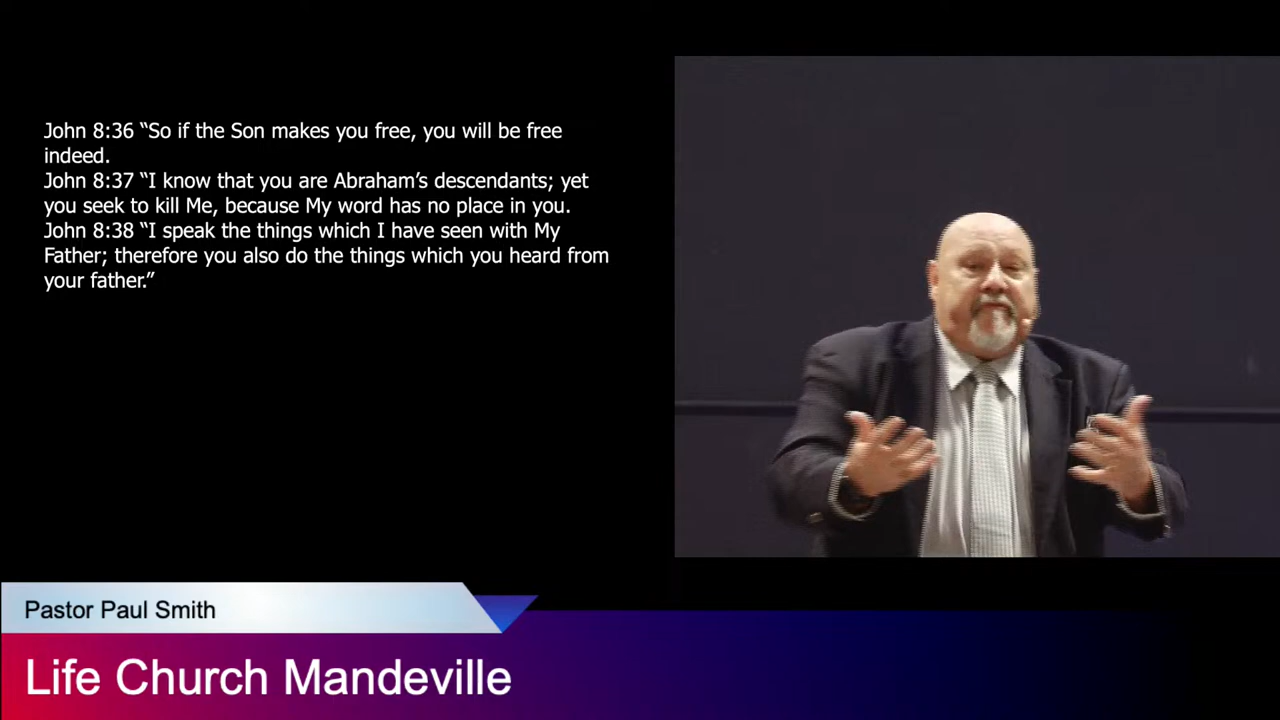 John 8:36 “So if the Son makes you free, you will be free
indeed.
John 8:37 “I know that you are Abraham’s descendants; yet
you seek to kill Me, because My word has no place in you.
John 8:38 “I speak the things which I have seen with My
Father; therefore you also do the things which you heard from
your father.”
Pastor Paul Smith
Life Church Mandeville